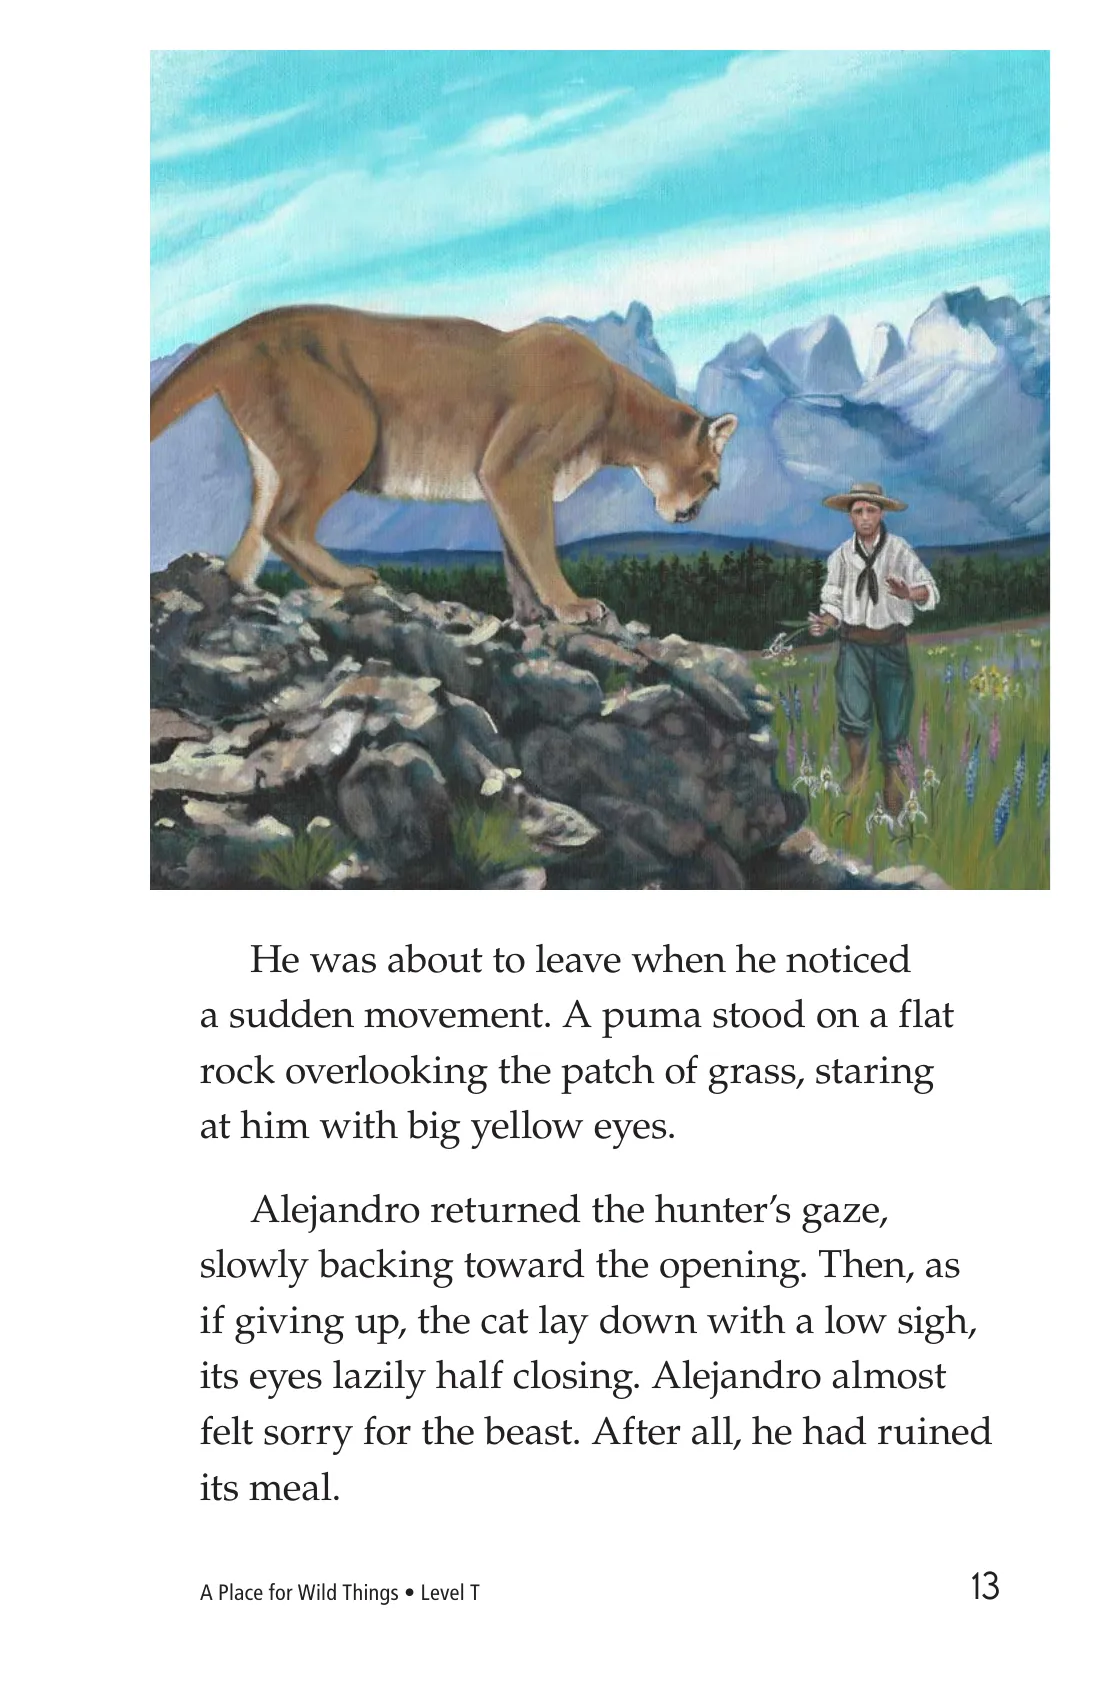 He was about to leave when he noticed
a sudden movement. A puma stood on a flat
rock overlooking the patch of grass, staring
at him with big yellow eyes.
Alejandro returned the hunter’s gaze,
slowly backing toward the opening. Then, as
if giving up, the cat lay down with a low sigh,
its eyes lazily half closing. Alejandro almost
felt sorry for the beast. After all, he had ruined
its meal.
A Place for Wild Things • Level T
13